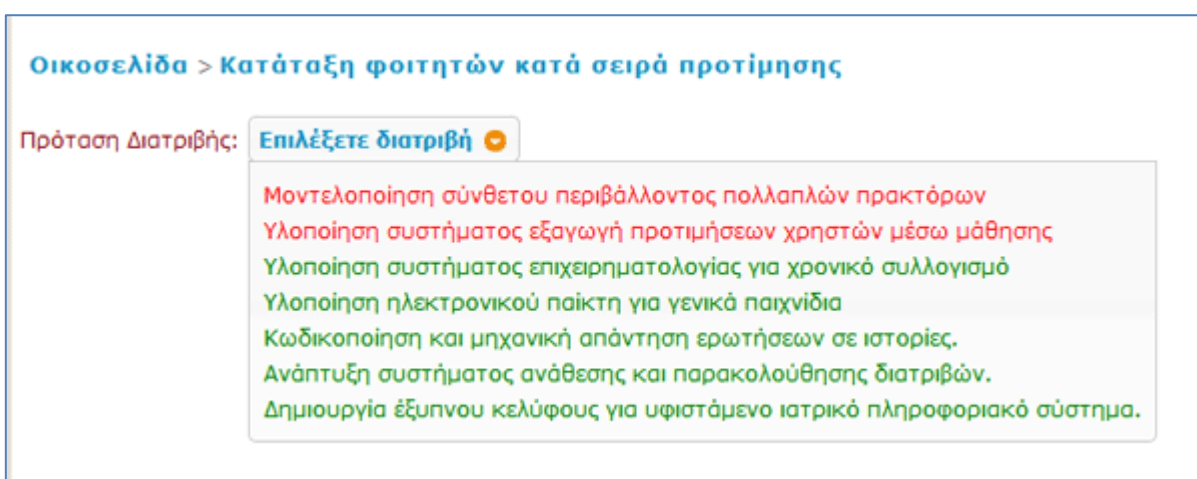 Οικοσελίδα > Κατάταξη φοιτητών κατά σειρά προτίμησης
Πρόταση Διατριβής: Επιλέξετε διατριβή
Μοντελοποίηση σύνθετου περιβάλλοντος πολλαπλών πρακτόρων
Υλοποίηση συστήματος εξαγωγή προτιμήσεων χρηστών μέσω μάθησης
Υλοποίηση συστήματος επιχειρηματολογίας για χρονικό συλλογισμό
Υλοποίηση ηλεκτρονικού παίκτη για γενικά παιχνίδια
Κωδικοποίηση και μηχανική απάντηση ερωτήσεων σε ιστορίες.
Ανάπτυξη συστήματος ανάθεσης και παρακολούθησης διατριβών.
Δημιουργία έξυπνου κελύφους για υφιστάμενο ιατρικό πληροφοριακό σύστημα.